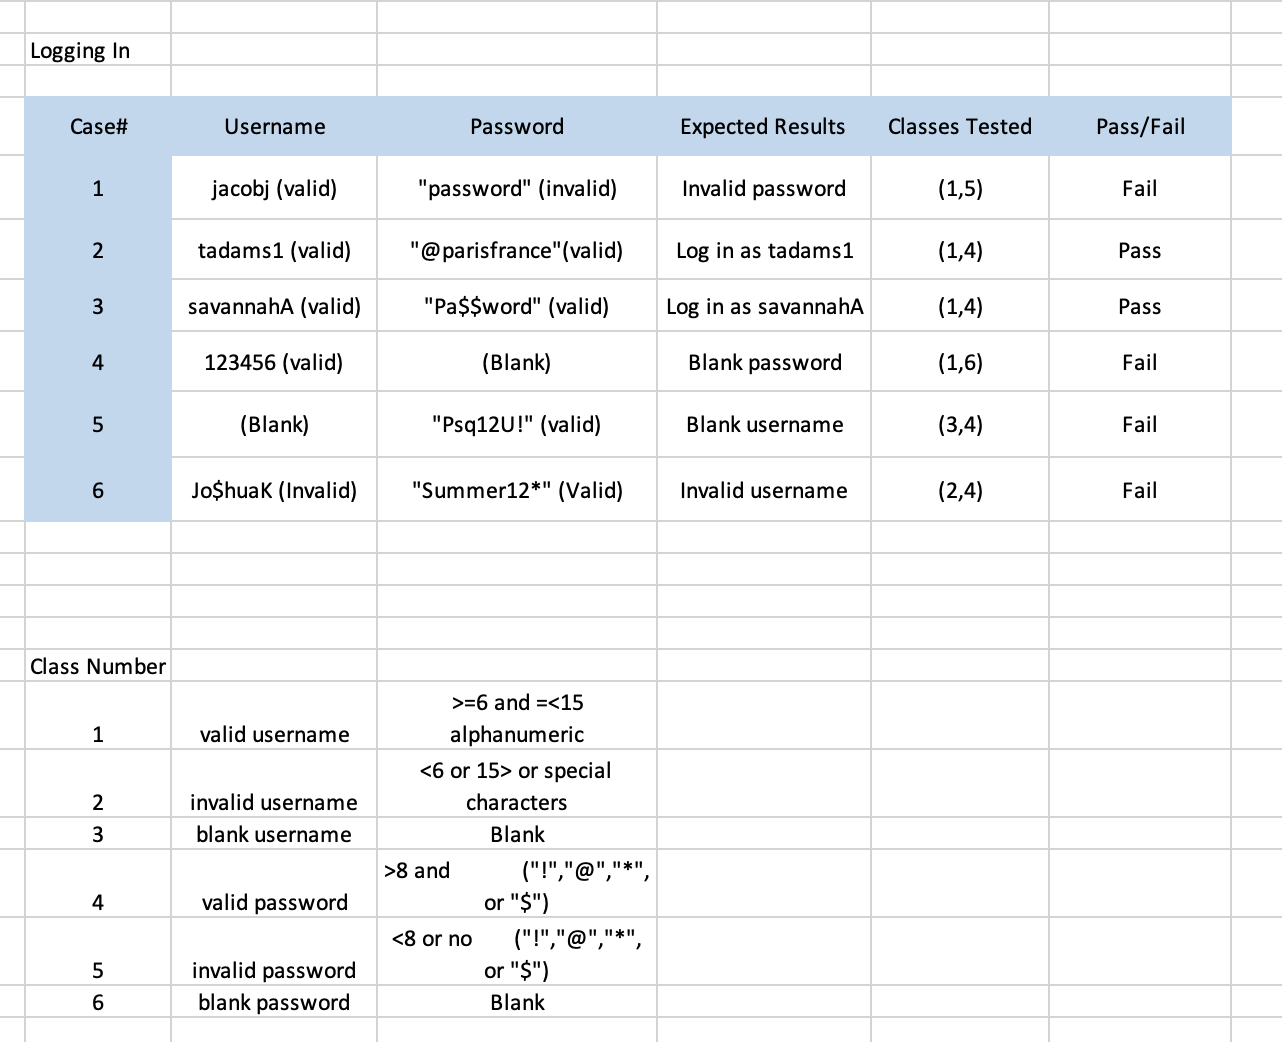 Logging In
Case# Username Password Expected Results Classes Tested Pass/Fail
1 jacobj (valid) "password" (invalid) Invalid password (1,5) Fail
2 tadams1 (valid) "@parisfrance"(valid) Log in as tadams1 (1,4) Pass
3 savannahA (valid) "Pa$$word" (valid) Log in as savannahA (1,4) Pass
4 123456 (valid) (Blank) Blank password (1,6) Fail
5 (Blank) "Psq12U!" (valid) Blank username (3,4) Fail
6 Jo$huaK (Invalid) "Summer12*" (Valid) Invalid username (2,4) Fail
Class Number
>=6 and =<15
1 valid username alphanumeric
<6 or 15> or special
2 invalid username characters
3 blank username Blank
>8 and ("!","@","*",
4 valid password or "$")
<8 or no ("!","@","*",
5 invalid password or "$")
6 blank password Blank